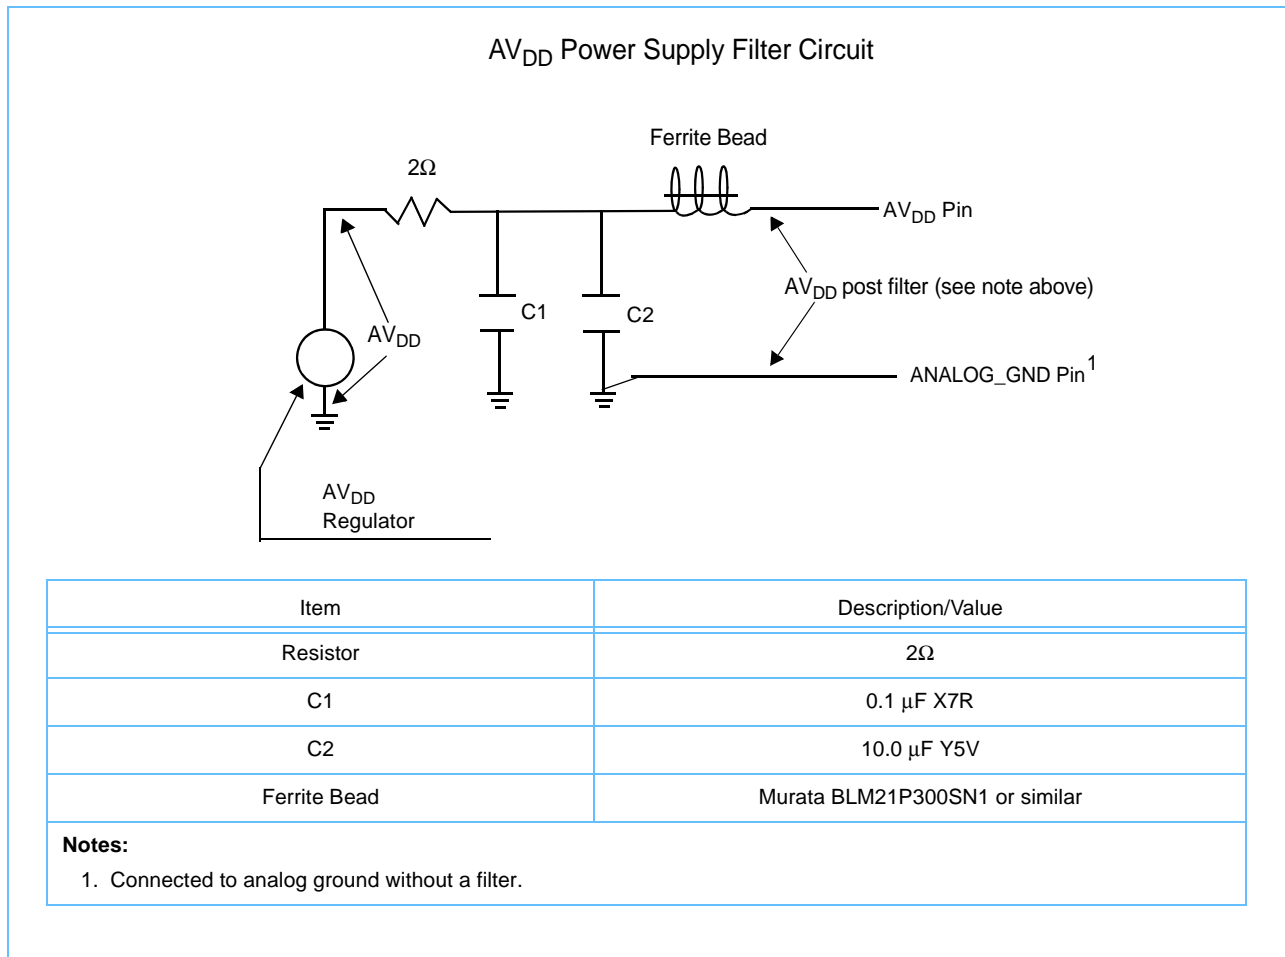 AVDD Power Supply Filter Circuit
Ferrite Bead
2Ω
AVDD Pin
AVDD post filter (see note above)
C1
C2
AVDD
ANALOG_GND Pin1
AVDD
Regulator
Item Description/Value
Resistor 2Ω
C1 0.1 μF X7R
C2 10.0 μF Y5V
Ferrite Bead Murata BLM21P300SN1 or similar
Notes:
1. Connected to analog ground without a filter.